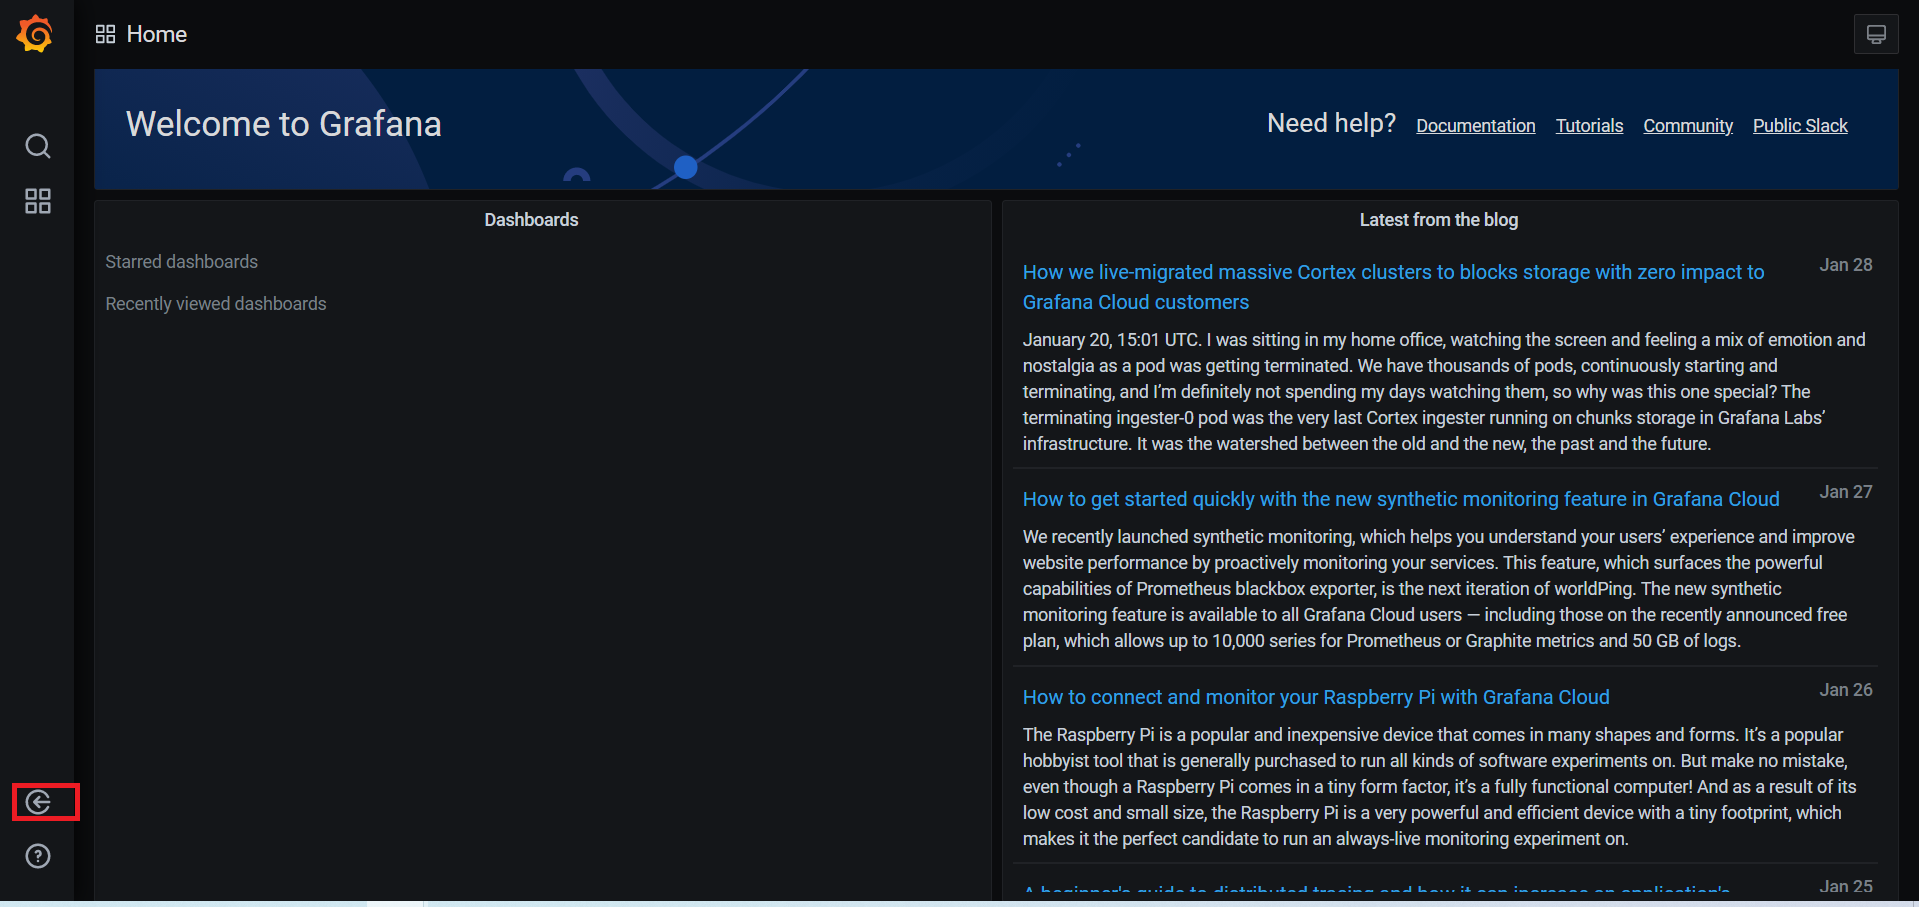 Home
Welcome to Grafana
Need help? Documentation Tutorials Community Public Slack
Dashboards
Starred dashboards
Recently viewed dashboards
Latest from the blog
How we live-migrated massive Cortex clusters to blocks storage with zero impact to
Grafana Cloud customers
Jan 28
January 20, 15:01 UTC. I was sitting in my home office, watching the screen and feeling a mix of emotion and
nostalgia as a pod was getting terminated. We have thousands of pods, continuously starting and
terminating, and I’m definitely not spending my days watching them, so why was this one special? The
terminating ingester-0 pod was the very last Cortex ingester running on chunks storage in Grafana Labs’
infrastructure. It was the watershed between the old and the new, the past and the future.
How to get started quickly with the new synthetic monitoring feature in Grafana Cloud
Jan 27
We recently launched synthetic monitoring, which helps you understand your users’ experience and improve
website performance by proactively monitoring your services. This feature, which surfaces the powerful
capabilities of Prometheus blackbox exporter, is the next iteration of worldPing. The new synthetic
monitoring feature is available to all Grafana Cloud users — including those on the recently announced free
plan, which allows up to 10,000 series for Prometheus or Graphite metrics and 50 GB of logs.
How to connect and monitor your Raspberry Pi with Grafana Cloud
Jan 26
The Raspberry Pi is a popular and inexpensive device that comes in many shapes and forms. It’s a popular
hobbyist tool that is generally purchased to run all kinds of software experiments on. But make no mistake,
even though a Raspberry Pi comes in a tiny form factor, it’s a fully functional computer! And as a result of its
low cost and small size, the Raspberry Pi is a very powerful and efficient device with a tiny footprint, which
makes it the perfect candidate to run an always-live monitoring experiment on.
A beginner's guide to distributed tracing and how it can increase an application's
Jan 25